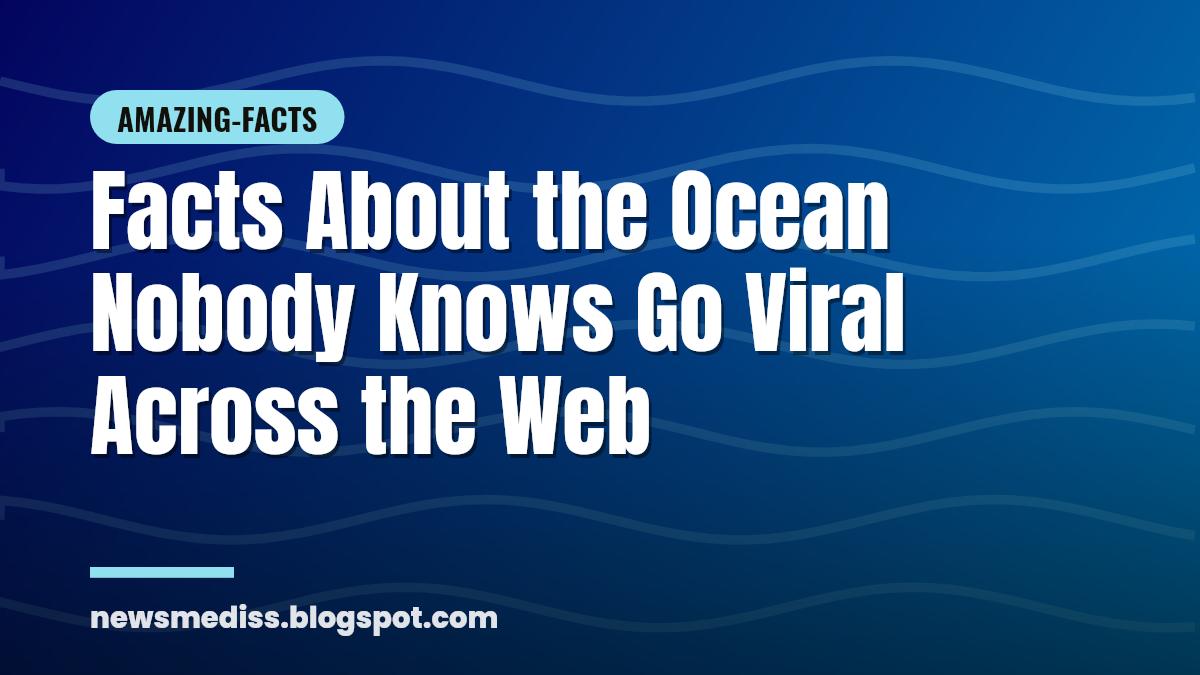 AMAZING-FACTS
Facts About the Ocean
Nobody Knows Go Viral
Across the Web
newsmediss.blogspot.com